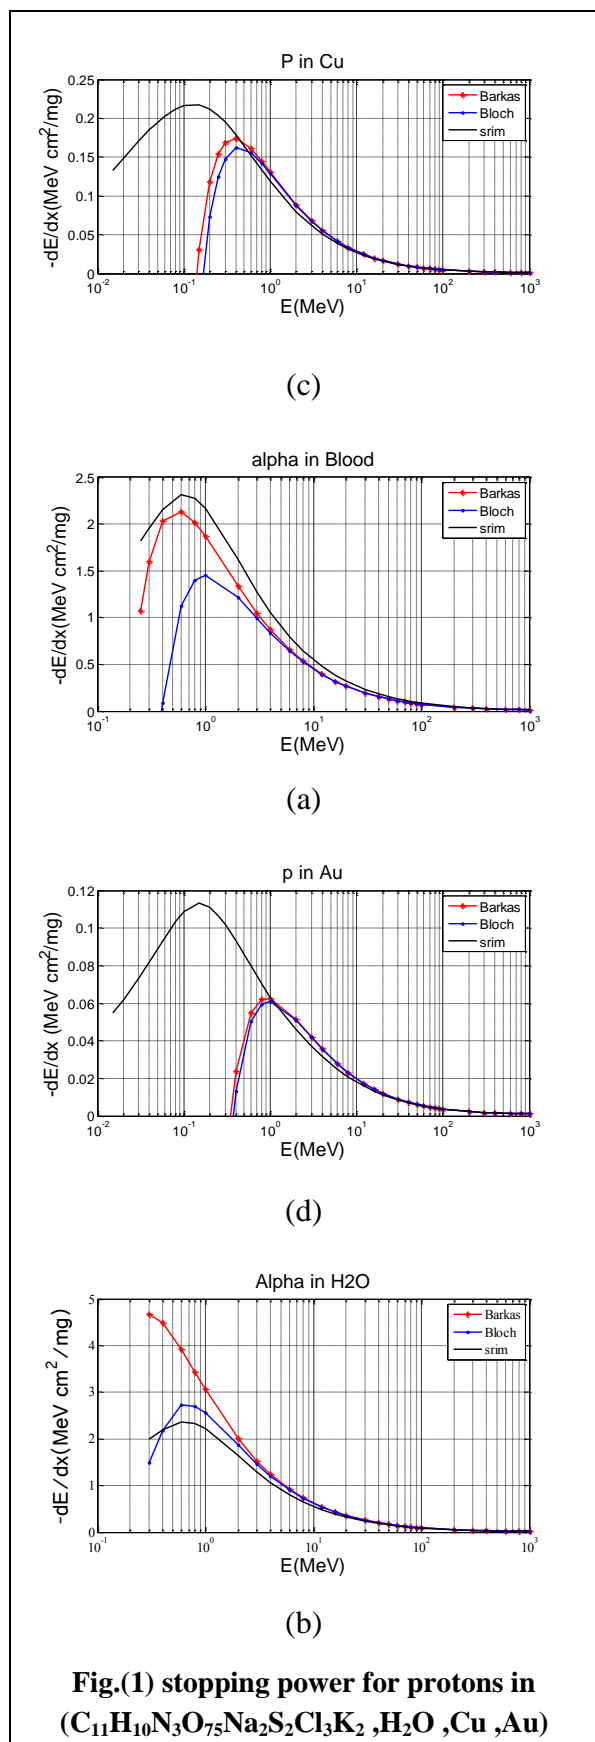 P in Cu
0.25
0.2
0.15
0.1
0.05
0
-dE/dx(MeV cm2/mg)
Barkas
Bloch
srim
10-2 10-1 100 101 102 103
E(MeV)
(c)
alpha in Blood
2.5
2
1.5
1
0.5
0
-dE/dx(MeV cm2/mg)
Barkas
Bloch
srim
10-1 100 101 102 103
E(MeV)
(a)
p in Au
0.12
0.1
0.08
0.06
0.04
0.02
0
-dE/dx (MeV cm2/mg)
Barkas
Bloch
srim
10-2 10-1 100 101 102 103
E(MeV)
(d)
Alpha in H2O
5
4
3
2
1
0
-dE/dx(MeV cm2/mg)
Barkas
Bloch
srim
10-1 100 101 102 103
E(MeV)
(b)
Fig.(1) stopping power for protons in
(C11H10N3O75Na2S2Cl3K2 ,H2O ,Cu ,Au)